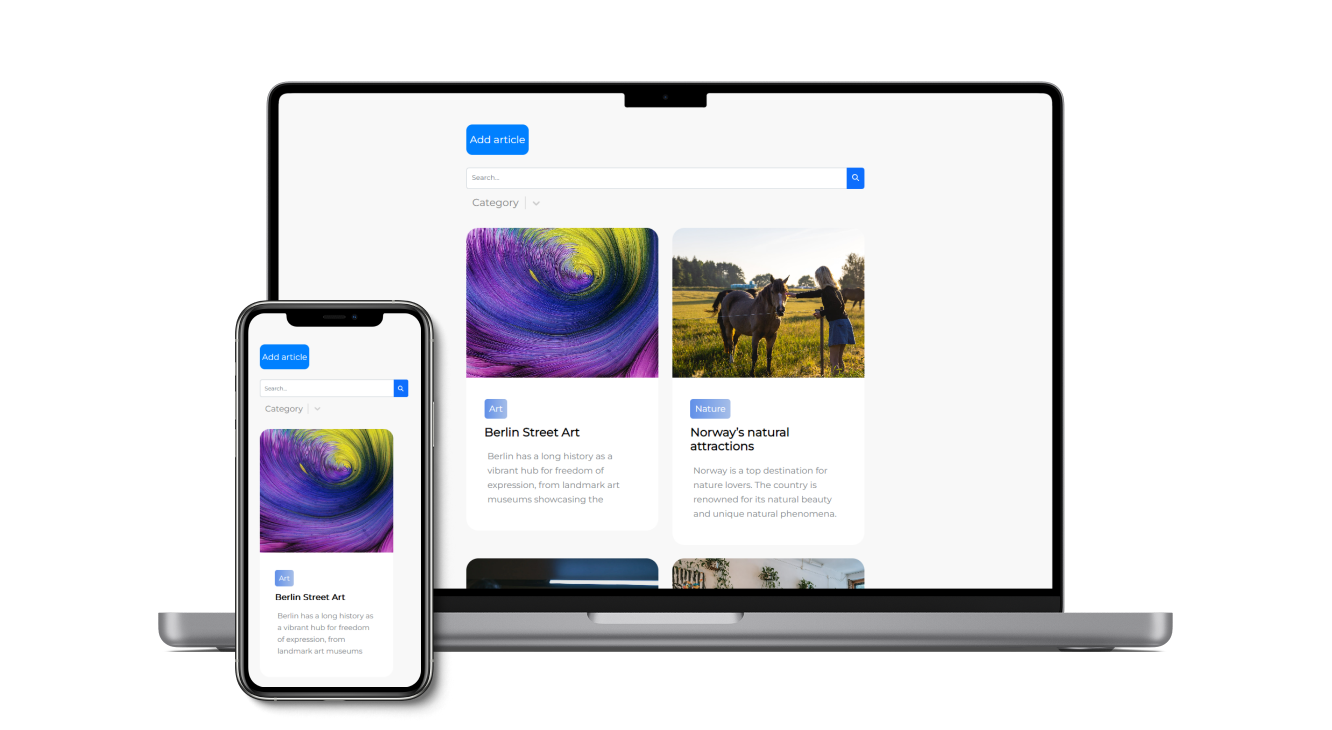 Add article
Search...
Category
Art
Berlin Street Art
Berlin has a long history as a
vibrant hub for freedom of
expression, from landmark art
museums showcasing the
Nature
Norway's natural
attractions
Norway is a top destination for
nature lovers. The country is
renowned for its natural beauty
and unique natural phenomena.
Add article
Search...
Category
Art
Berlin Street Art
Berlin has a long history as
a vibrant hub for freedom
of expression, from
landmark art museums